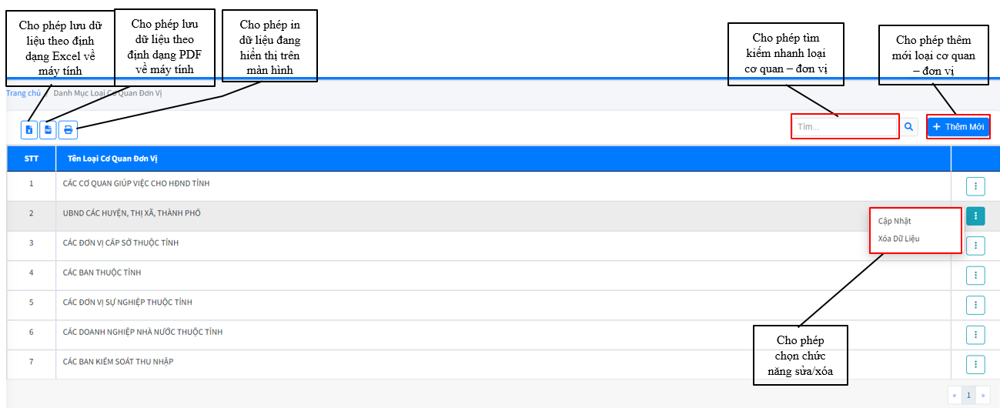 Cho phép lưu dữ
liệu theo định
dạng Excel về
máy tính
Cho phép lưu
dữ liệu theo
định dạng PDF
về máy tính
Cho phép in
dữ liệu đang
hiển thị trên
màn hình
Cho phép tìm
kiếm nhanh loại
cơ quan – đơn vị
Cho phép thêm
mới loại cơ quan
– đơn vị
Trang chủ / Danh Mục Loại Cơ Quan Đơn Vị
Tìm...
+ Thêm Mới
STT Tên Loại Cơ Quan Đơn Vị
1 CÁC CƠ QUAN GIÚP VIỆC CHO HĐND TỈNH
2 UBND CÁC HUYỆN, THỊ XÃ, THÀNH PHỐ
Cập Nhật
Xóa Dữ Liệu
3 CÁC ĐƠN VỊ CẤP SỞ THUỘC TỈNH
4 CÁC BAN THUỘC TỈNH
5 CÁC ĐƠN VỊ SỰ NGHIỆP THUỘC TỈNH
6 CÁC DOANH NGHIỆP NHÀ NƯỚC THUỘC TỈNH
7 CÁC BAN KIỂM SOÁT THU NHẬP
Cho phép
chọn chức
năng sửa/xóa
« 1 »